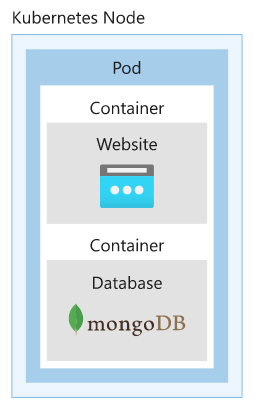 Kubernetes Node
Pod
Container
Website
Container
Database
mongoDB